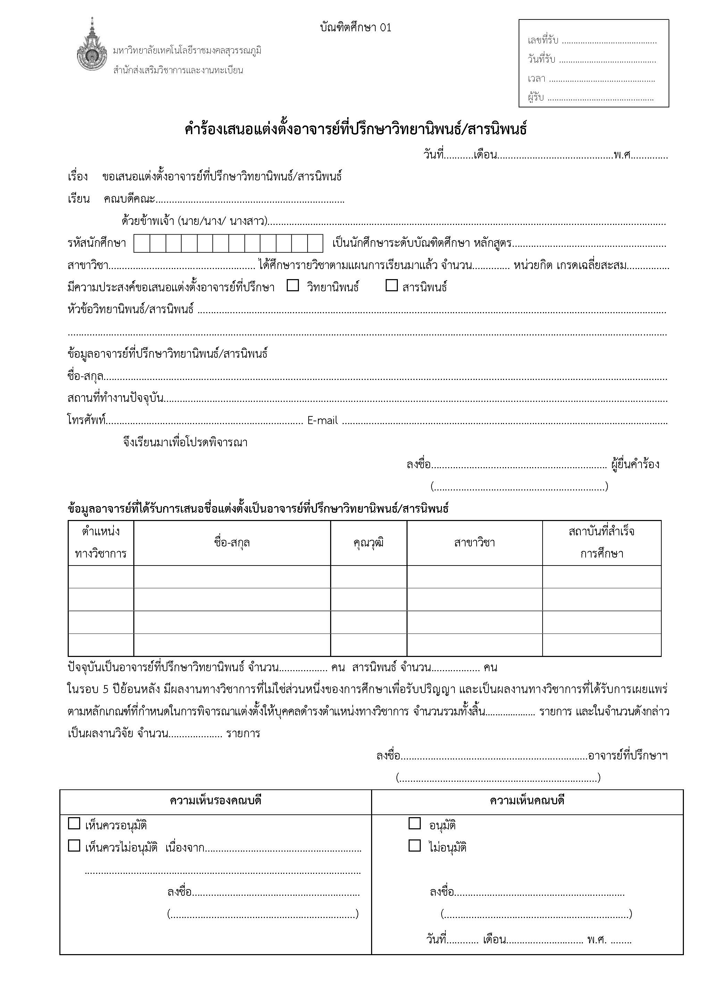 บัณฑิตศึกษา 01
มหาวิทยาลัยเทคโนโลยีราชมงคลสุวรรณภูมิ
สำนักส่งเสริมวิชาการและงานทะเบียน
เลขที่รับ ........................................
วันที่รับ ........................................
เวลา ............................................
ผู้รับ ............................................
คำร้องเสนอแต่งตั้งอาจารย์ที่ปรึกษาวิทยานิพนธ์/สารนิพนธ์
วันที่...........เดือน...........................................พ.ศ..............
เรื่อง ขอเสนอแต่งตั้งอาจารย์ที่ปรึกษาวิทยานิพนธ์/สารนิพนธ์
เรียน คณบดีคณะ......................................................................
ด้วยข้าพเจ้า (นาย/นาง/ นางสาว)....................................................................................................
รหัสนักศึกษา เป็นนักศึกษาระดับบัณฑิตศึกษา หลักสูตร.........................................................
สาขาวิชา...................................................... ได้ศึกษารายวิชาตามแผนการเรียนมาแล้ว จำนวน.............. หน่วยกิต เกรดเฉลี่ยสะสม................
มีความประสงค์ขอเสนอแต่งตั้งอาจารย์ที่ปรึกษา ☐ วิทยานิพนธ์ ☐ สารนิพนธ์
หัวข้อวิทยานิพนธ์/สารนิพนธ์ ....................................................................................................
....................................................................................................
ข้อมูลอาจารย์ที่ปรึกษาวิทยานิพนธ์/สารนิพนธ์
ชื่อ-สกุล....................................................................................................
สถานที่ทำงานปัจจุบัน....................................................................................................
โทรศัพท์........................................................................ E-mail ....................................................................................................
จึงเรียนมาเพื่อโปรดพิจารณา
ลงชื่อ................................................................. ผู้ยื่นคำร้อง
(...............................................................)
ข้อมูลอาจารย์ที่ได้รับการเสนอชื่อแต่งตั้งเป็นอาจารย์ที่ปรึกษาวิทยานิพนธ์/สารนิพนธ์
ตำแหน่ง
ทางวิชาการ
ชื่อ-สกุล
คุณวุฒิ
สาขาวิชา
สถาบันที่สำเร็จ
การศึกษา
ปัจจุบันเป็นอาจารย์ที่ปรึกษาวิทยานิพนธ์ จำนวน.................. คน สารนิพนธ์ จำนวน.................. คน
ในรอบ 5 ปีย้อนหลัง มีผลงานทางวิชาการที่ไม่ใช่ส่วนหนึ่งของการศึกษาเพื่อรับปริญญา และเป็นผลงานทางวิชาการที่ได้รับการเผยแพร่
ตามหลักเกณฑ์ที่กำหนดในการพิจารณาแต่งตั้งให้บุคคลดำรงตำแหน่งทางวิชาการ จำนวนรวมทั้งสิ้น................... รายการ และในจำนวนดังกล่าว
เป็นผลงานวิจัย จำนวน.................... รายการ
ลงชื่อ.....................................................................อาจารย์ที่ปรึกษาฯ
(.........................................................................)
ความเห็นรองคณบดี
☐ เห็นควรอนุมัติ
☐ เห็นควรไม่อนุมัติ เนื่องจาก..........................................................
....................................................................................................
ลงชื่อ..............................................................
(....................................................................)
ความเห็นคณบดี
☐ อนุมัติ
☐ ไม่อนุมัติ
ลงชื่อ...............................................................
(....................................................................)
วันที่............ เดือน............................. พ.ศ. ........